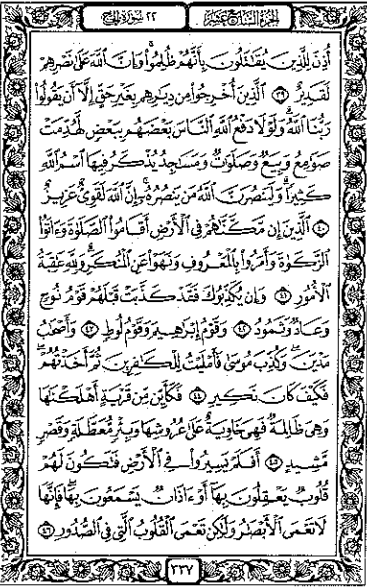 الجزء السابع عشر ٢٢ سورة الحج
أُذِنَ لِلَّذِينَ يُقَٰتَلُونَ بِأَنَّهُمْ ظُلِمُوا۟ وَإِنَّ ٱللَّهَ عَلَىٰ نَصْرِهِمْ
لَقَدِيرٌ ٣٩ ٱلَّذِينَ أُخْرِجُوا۟ مِن دِيَٰرِهِم بِغَيْرِ حَقٍّ إِلَّآ أَن يَقُولُوا۟
رَبُّنَا ٱللَّهُ وَلَوْلَا دَفْعُ ٱللَّهِ ٱلنَّاسَ بَعْضَهُم بِبَعْضٍ لَّهُدِّمَتْ
صَوَٰمِعُ وَبِيَعٌ وَصَلَوَٰتٌ وَمَسَٰجِدُ يُذْكَرُ فِيهَا ٱسْمُ ٱللَّهِ
كَثِيرًا وَلَيَنصُرَنَّ ٱللَّهُ مَن يَنصُرُهُۥٓ إِنَّ ٱللَّهَ لَقَوِىٌّ عَزِيزٌ
٤٠ ٱلَّذِينَ إِن مَّكَّنَّٰهُمْ فِى ٱلْأَرْضِ أَقَامُوا۟ ٱلصَّلَوٰةَ وَءَاتَوُا۟
ٱلزَّكَوٰةَ وَأَمَرُوا۟ بِٱلْمَعْرُوفِ وَنَهَوْا۟ عَنِ ٱلْمُنكَرِ وَلِلَّهِ عَٰقِبَةُ
ٱلْأُمُورِ ٤١ وَإِن يُكَذِّبُوكَ فَقَدْ كَذَّبَتْ قَبْلَهُمْ قَوْمُ نُوحٍ
وَعَادٌ وَثَمُودُ ٤٢ وَقَوْمُ إِبْرَٰهِيمَ وَقَوْمُ لُوطٍ ٤٣ وَأَصْحَٰبُ
مَدْيَنَ وَكُذِّبَ مُوسَىٰ فَأَمْلَيْتُ لِلْكَٰفِرِينَ ثُمَّ أَخَذْتُهُمْ
فَكَيْفَ كَانَ نَكِيرِ ٤٤ فَكَأَيِّن مِّن قَرْيَةٍ أَهْلَكْنَٰهَا
وَهِىَ ظَالِمَةٌ فَهِىَ خَاوِيَةٌ عَلَىٰ عُرُوشِهَا وَبِئْرٍ مُّعَطَّلَةٍ وَقَصْرٍ
مَّشِيدٍ ٤٥ أَفَلَمْ يَسِيرُوا۟ فِى ٱلْأَرْضِ فَتَكُونَ لَهُمْ
قُلُوبٌ يَعْقِلُونَ بِهَآ أَوْ ءَاذَانٌ يَسْمَعُونَ بِهَا فَإِنَّهَا
لَا تَعْمَى ٱلْأَبْصَٰرُ وَلَٰكِن تَعْمَى ٱلْقُلُوبُ ٱلَّتِى فِى ٱلصُّدُورِ ٤٦
٣٣٧